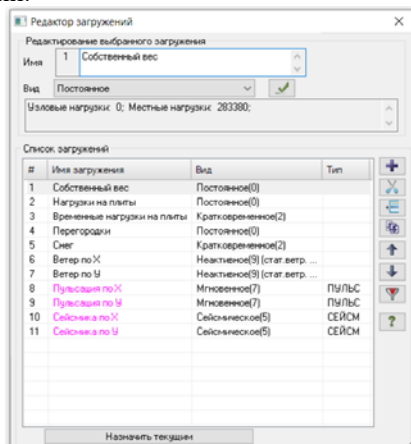 Редактор загружений
Редактирование выбранного загружения
Имя 1 Собственный вес
Вид Постоянное
Узловые нагрузки: 0; Местные нагрузки: 283380;
Список загружений
# Имя загружения Вид Тип
1 Собственный вес Постоянное(0)
2 Нагрузки на плиты Постоянное(0)
3 Временные нагрузки на плиты Кратковременное(2)
4 Перегородки Постоянное(0)
5 Снег Кратковременное(2)
6 Ветер по X Неактивное(9) (стат.ветр. ...
7 Ветер по Y Неактивное(9) (стат.ветр. ...
8 Пульсация по X Мгновенное(7) ПУЛЬС
9 Пульсация по Y Мгновенное(7) ПУЛЬС
10 Сейсмика по X Сейсмическое(5) СЕЙСМ
11 Сейсмика по Y Сейсмическое(5) СЕЙСМ
?
Назначить текущим